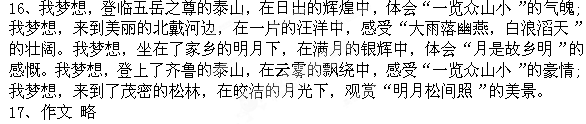 16、我梦想，登临五岳之尊的泰山，在日出的辉煌中，体会“一览众山小 ”的气魄;
我梦想，来到美丽的北戴河边，在一片的汪洋中，感受“大雨落幽燕，白浪滔天 ”
的壮阔。我梦想，坐在了家乡的明月下，在满月的银辉中，体会“月是故乡明 ”的
感慨。我梦想，登上了齐鲁的泰山，在云雾的飘绕中，感受“一览众山小 ”的豪情;
我梦想，来到了茂密的松林，在皎洁的月光下，观赏“明月松间照 ”的美景。
17、作文 略